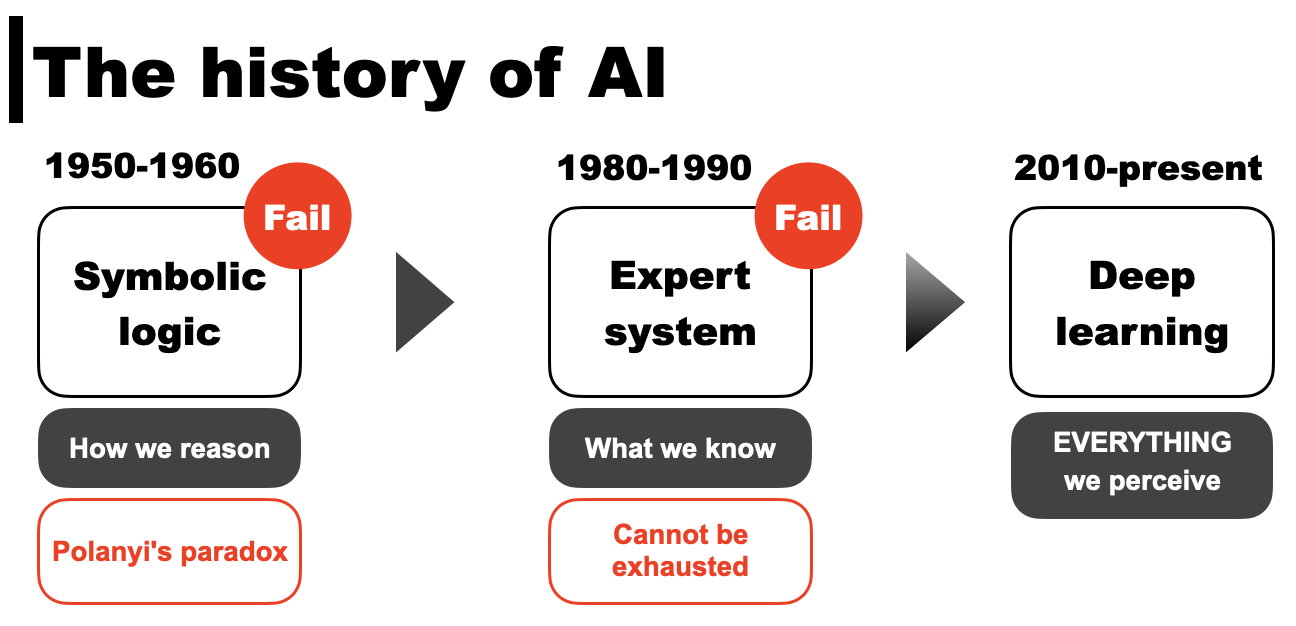 The history of AI
1950-1960
Fail
Symbolic
logic
How we reason
Polanyi's paradox
1980-1990
Fail
Expert
system
What we know
Cannot be
exhausted
2010-present
Deep
learning
EVERYTHING
we perceive